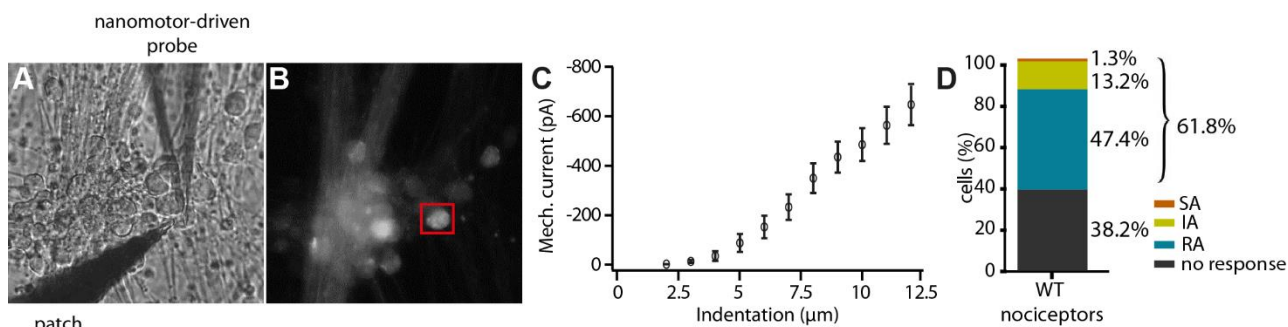 nanomotor-driven
probe
A
B
C
D
Mech. current (pA)
-800
-600
-400
-200
0
0
2.5
5
7.5
10
12.5
Indentation (μm)
cells (%)
100
80
60
40
20
0
1.3%
13.2%
47.4%
38.2%
61.8%
SA
IA
RA
no response
WT
nociceptors
patch